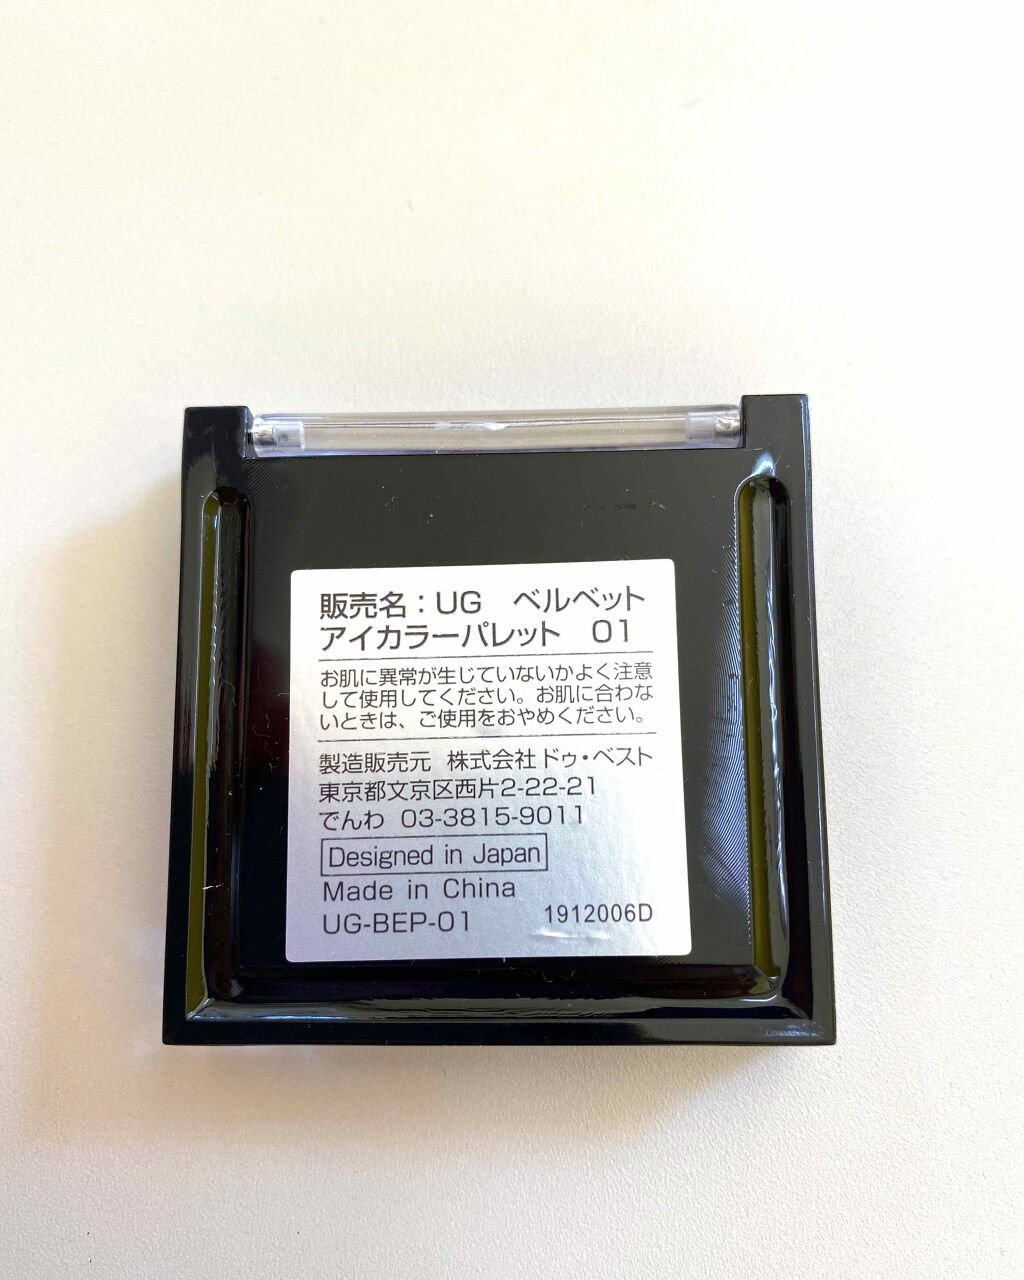 販売名：UG　ベルベット
アイカラーパレット　01
お肌に異常が生じていないかよく注意
して使用してください。お肌に合わな
いときは、ご使用をおやめください。
製造販売元 株式会社 ドゥ・ベスト
東京都文京区西片2-22-21
でんわ 03-3815-9011
Designed in Japan
Made in China
UG-BEP-01 1912006D